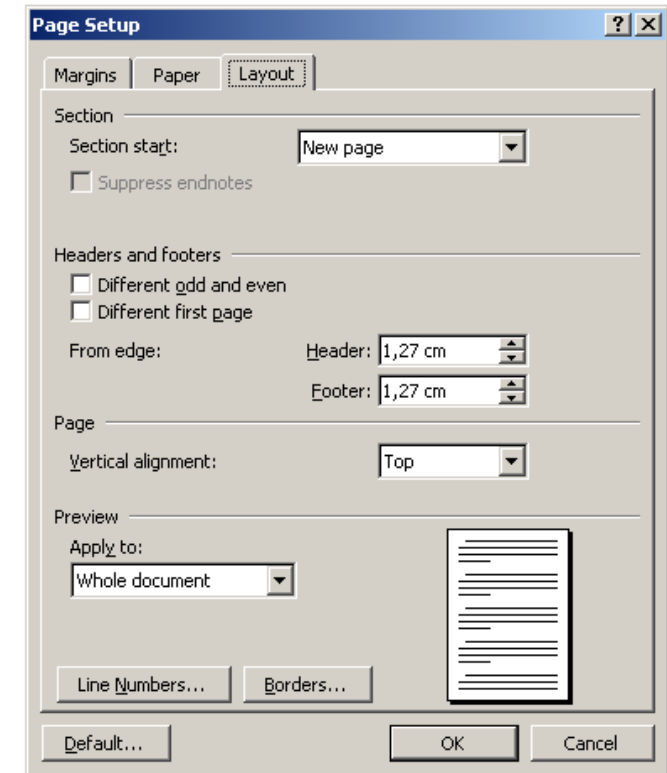 Page Setup ? X
Margins Paper Layout
Section
Section start: New page
Suppress endnotes
Headers and footers
Different odd and even
Different first page
From edge: Header: 1,27 cm
Footer: 1,27 cm
Page
Vertical alignment: Top
Preview
Apply to:
Whole document
Line Numbers... Borders...
Default... OK Cancel